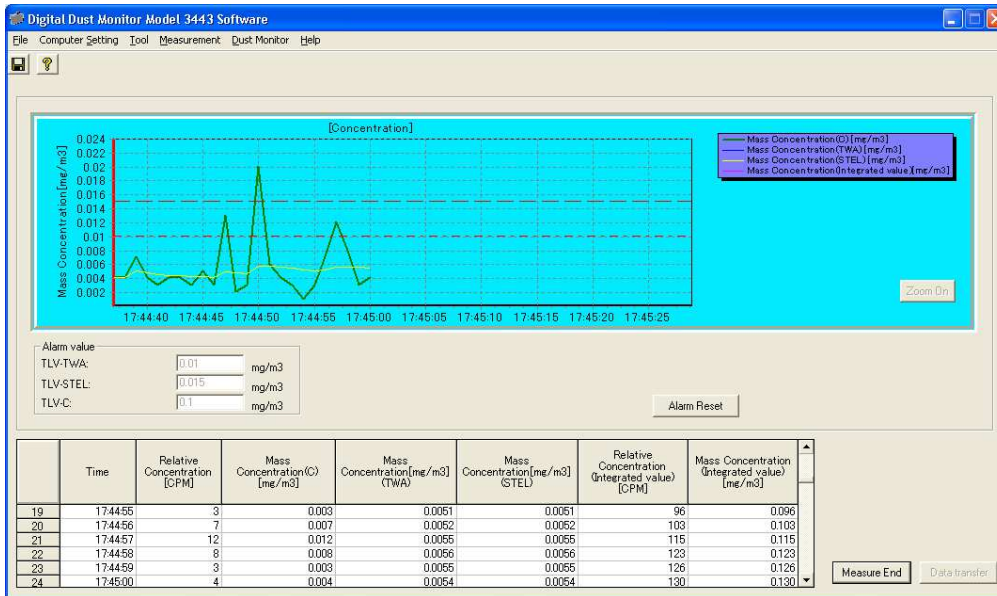 Digital Dust Monitor Model 3443 Software
File Computer Setting Tool Measurement Dust Monitor Help
[Concentration]
Mass Concentration[mg/m3]
0.024
0.022
0.02
0.018
0.016
0.014
0.012
0.01
0.008
0.006
0.004
0.002
17:44:40 17:44:45 17:44:50 17:44:55 17:45:00 17:45:05 17:45:10 17:45:15 17:45:20 17:45:25
Mass Concentration(C)[mg/m3]
Mass Concentration(TWA)[mg/m3]
Mass Concentration(STEL)[mg/m3]
Mass Concentration(Integrated value)[mg/m3]
Zoom On
Alarm value
TLV-TWA: 0.01 mg/m3
TLV-STEL: 0.015 mg/m3
TLV-C: 0.1 mg/m3
Alarm Reset
Time
Relative
Concentration
[CPM]
Mass
Concentration(C)
[mg/m3]
Mass
Concentration[mg/m3]
(TWA)
Mass
Concentration[mg/m3]
(STEL)
Relative
Concentration
(Integrated value)
[CPM]
Mass Concentration
(Integrated value)
[mg/m3]
19 17:44:55 3 0.003 0.0051 0.0051 96 0.096
20 17:44:56 7 0.007 0.0052 0.0052 103 0.103
21 17:44:57 12 0.012 0.0055 0.0055 115 0.115
22 17:44:58 8 0.008 0.0056 0.0056 123 0.123
23 17:44:59 3 0.003 0.0055 0.0055 126 0.126
24 17:45:00 4 0.004 0.0054 0.0054 130 0.130
Measure End
Data transfer